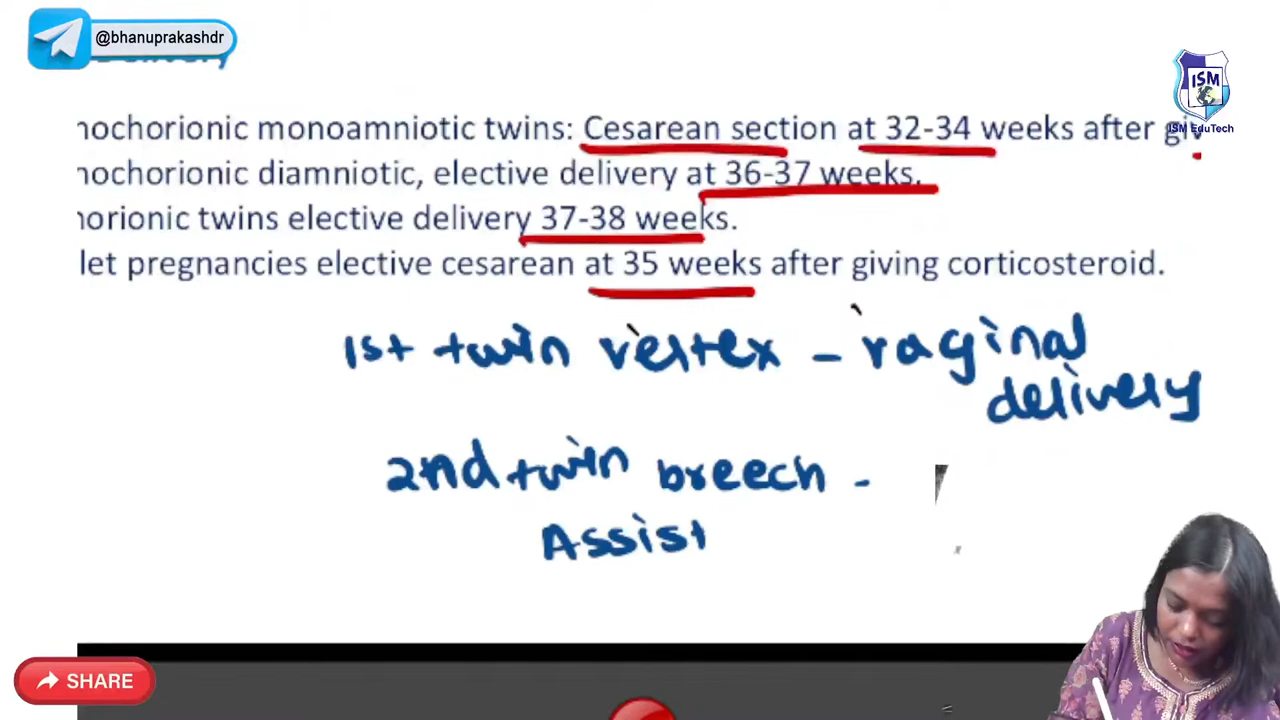 @bhanuprakashdr
ISM
ISM EduTech
nochorionic monoamniotic twins: Cesarean section at 32-34 weeks after giv
nochorionic diamniotic, elective delivery at 36-37 weeks.
horionic twins elective delivery 37-38 weeks.
let pregnancies elective cesarean at 35 weeks after giving corticosteroid.
1st twin vertex - vaginal
delivery
2nd twin breech -
Assist
SHARE